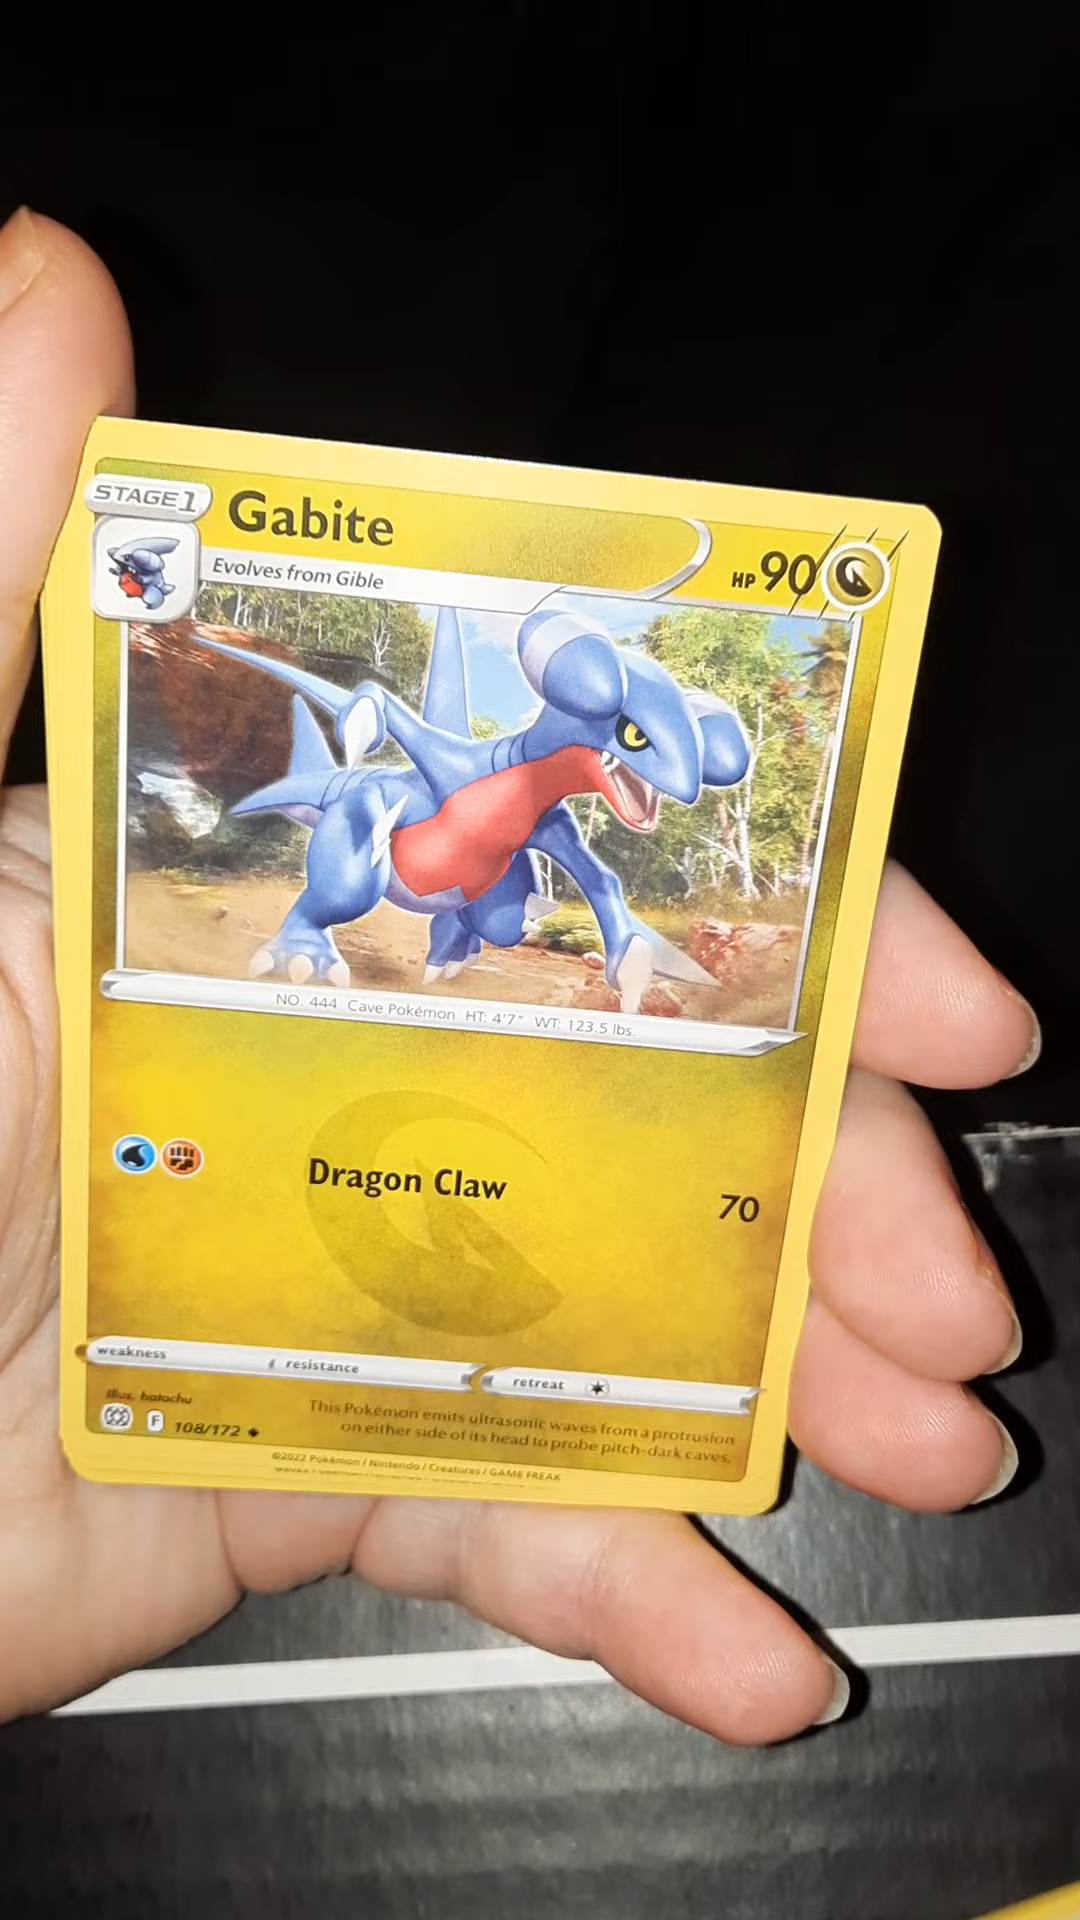 STAGE 1
Gabite
HP 90
Evolves from Gible
NO. 444 Cave Pokémon HT: 4'7" WT: 123.5 lbs.
Dragon Claw
70
weakness
resistance
retreat
Illus. hatachu
F 108/172
This Pokémon emits ultrasonic waves from a protrusion
on either side of its head to probe pitch-dark caves.
©2022 Pokémon / Nintendo / Creatures / GAME FREAK